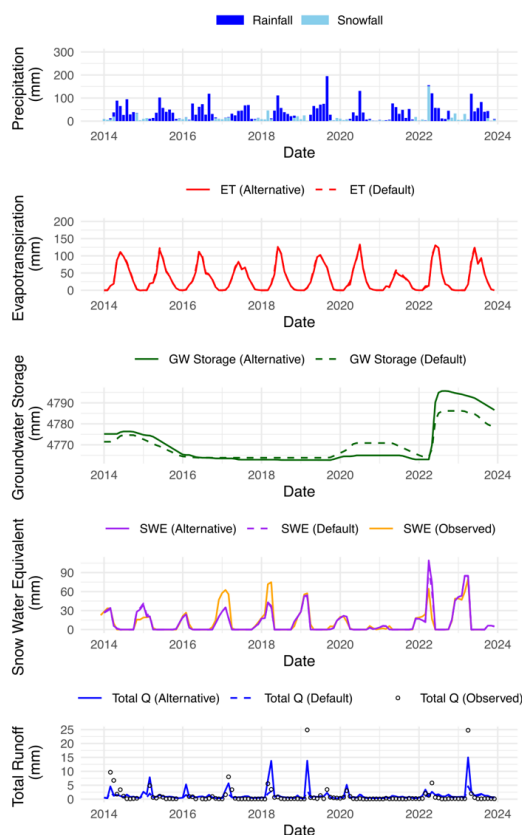 Rainfall Snowfall
Precipitation
(mm)
300
200
100
0
2014 2016 2018 2020 2022 2024
Date
ET (Alternative) ET (Default)
Evapotranspiration
(mm)
200
150
100
50
0
2014 2016 2018 2020 2022 2024
Date
GW Storage (Alternative) GW Storage (Default)
Groundwater Storage
(mm)
4790
4780
4770
2014 2016 2018 2020 2022 2024
Date
SWE (Alternative) SWE (Default) SWE (Observed)
Snow Water Equivalent
(mm)
90
60
30
0
2014 2016 2018 2020 2022 2024
Date
Total Q (Alternative) Total Q (Default) Total Q (Observed)
Total Runoff
(mm)
25
20
15
10
5
0
2014 2016 2018 2020 2022 2024
Date